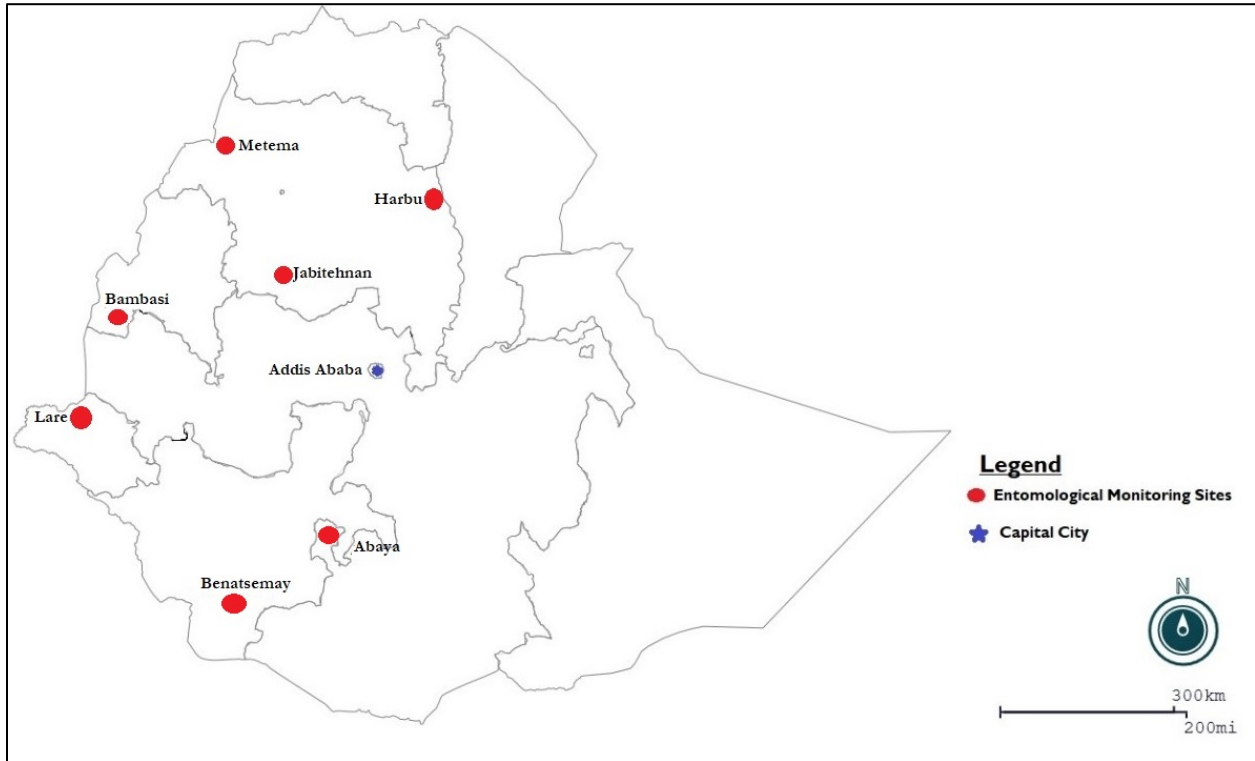 Metema
Harbu
Jabitehnan
Bambasi
Addis Ababa
Lare
Abaya
Benatsemay
Legend
Entomological Monitoring Sites
Capital City
N
300km
200mi